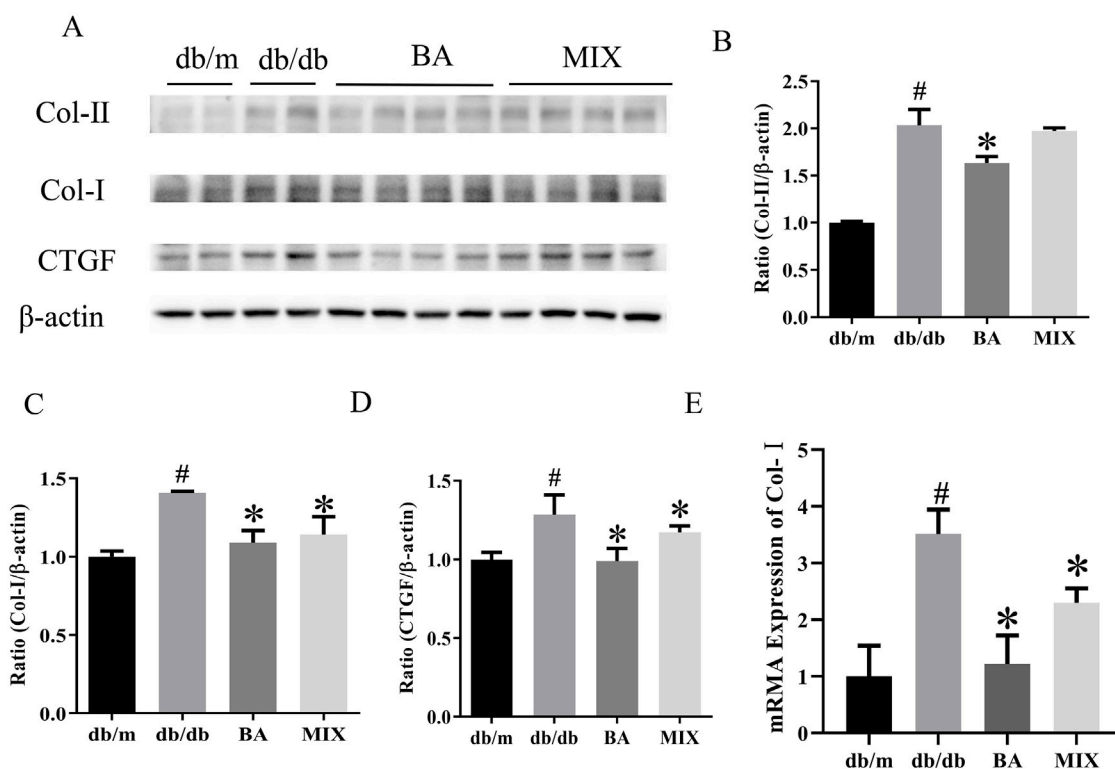 A
db/m db/db BA MIX
Col-II
Col-I
CTGF
β-actin
B
Ratio (Col-II/β-actin)
2.5
2.0
1.5
1.0
0.5
0.0
#
*
db/m db/db BA MIX
C
Ratio (Col-I/β-actin)
1.5
1.0
0.5
0.0
#
*
*
db/m db/db BA MIX
D
Ratio (CTGF/β-actin)
1.5
1.0
0.5
0.0
#
*
*
db/m db/db BA MIX
E
mRMA Expression of Col- Ⅰ
5
4
3
2
1
0
#
*
*
db/m db/db BA MIX